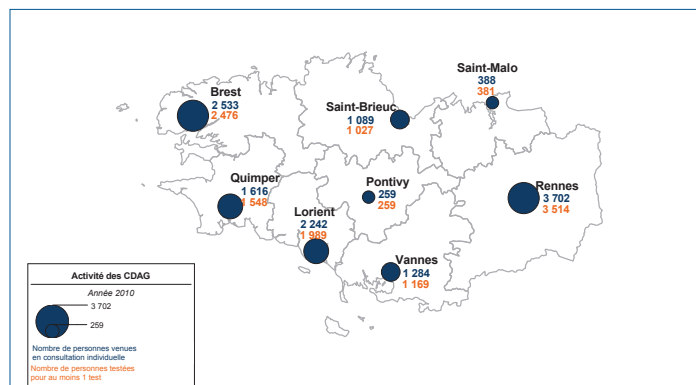 Saint-Malo
388
381
Brest
2 533
2 476
Saint-Brieuc
1 089
1 027
Quimper
1 616
1 548
Pontivy
259
259
Rennes
3 702
3 514
Lorient
2 242
1 989
Vannes
1 284
1 169
Activité des CDAG
Année 2010
3 702
259
Nombre de personnes venues
en consultation individuelle
Nombre de personnes testées
pour au moins 1 test